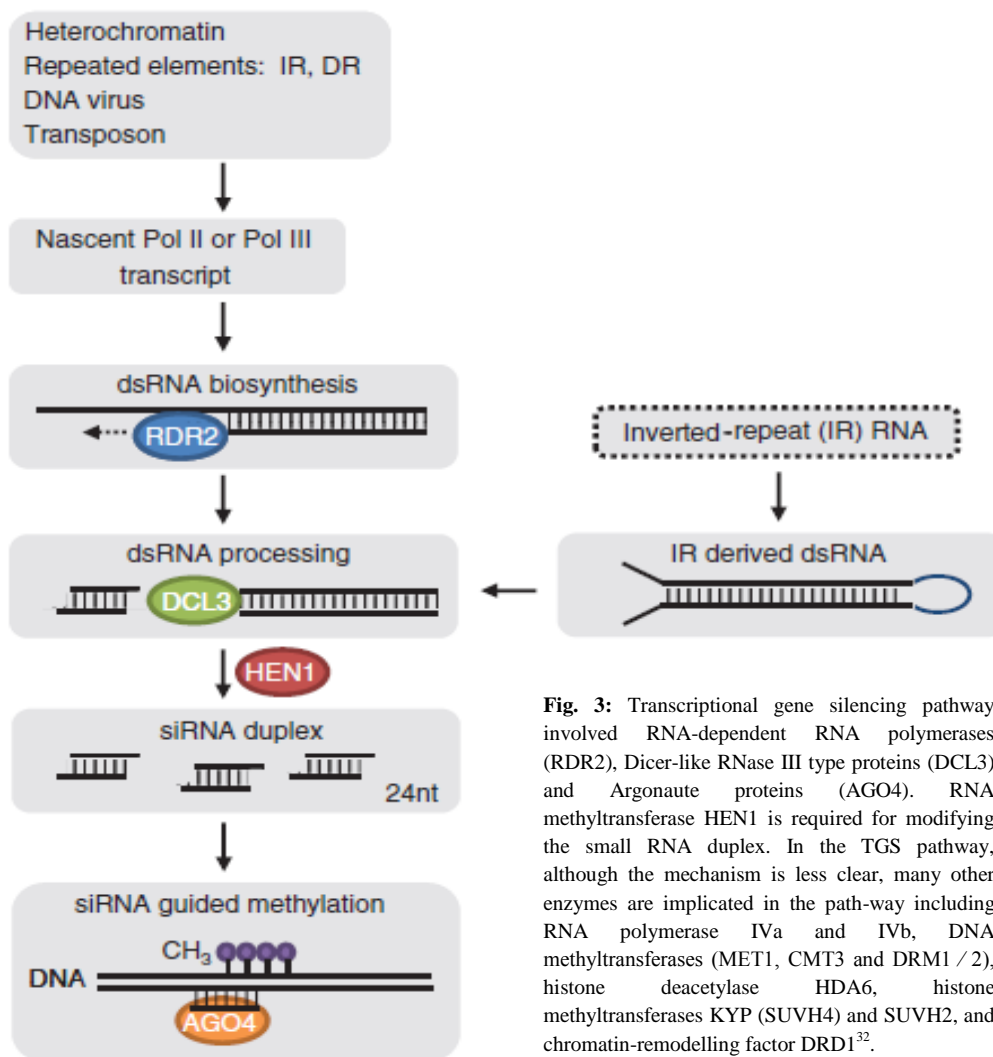 Heterochromatin
Repeated elements: IR, DR
DNA virus
Transposon
Nascent Pol II or Pol III
transcript
dsRNA biosynthesis
RDR2
Inverted-repeat (IR) RNA
dsRNA processing
DCL3
IR derived dsRNA
HEN1
siRNA duplex
24nt
siRNA guided methylation
CH3
DNA
AGO4
Fig. 3: Transcriptional gene silencing pathway
involved RNA-dependent RNA polymerases
(RDR2), Dicer-like RNase III type proteins (DCL3)
and Argonaute proteins (AGO4). RNA
methyltransferase HEN1 is required for modifying
the small RNA duplex. In the TGS pathway,
although the mechanism is less clear, many other
enzymes are implicated in the path-way including
RNA polymerase IVa and IVb, DNA
methyltransferases (MET1, CMT3 and DRM1 / 2),
histone deacetylase HDA6, histone
methyltransferases KYP (SUVH4) and SUVH2, and
chromatin-remodelling factor DRD1³².